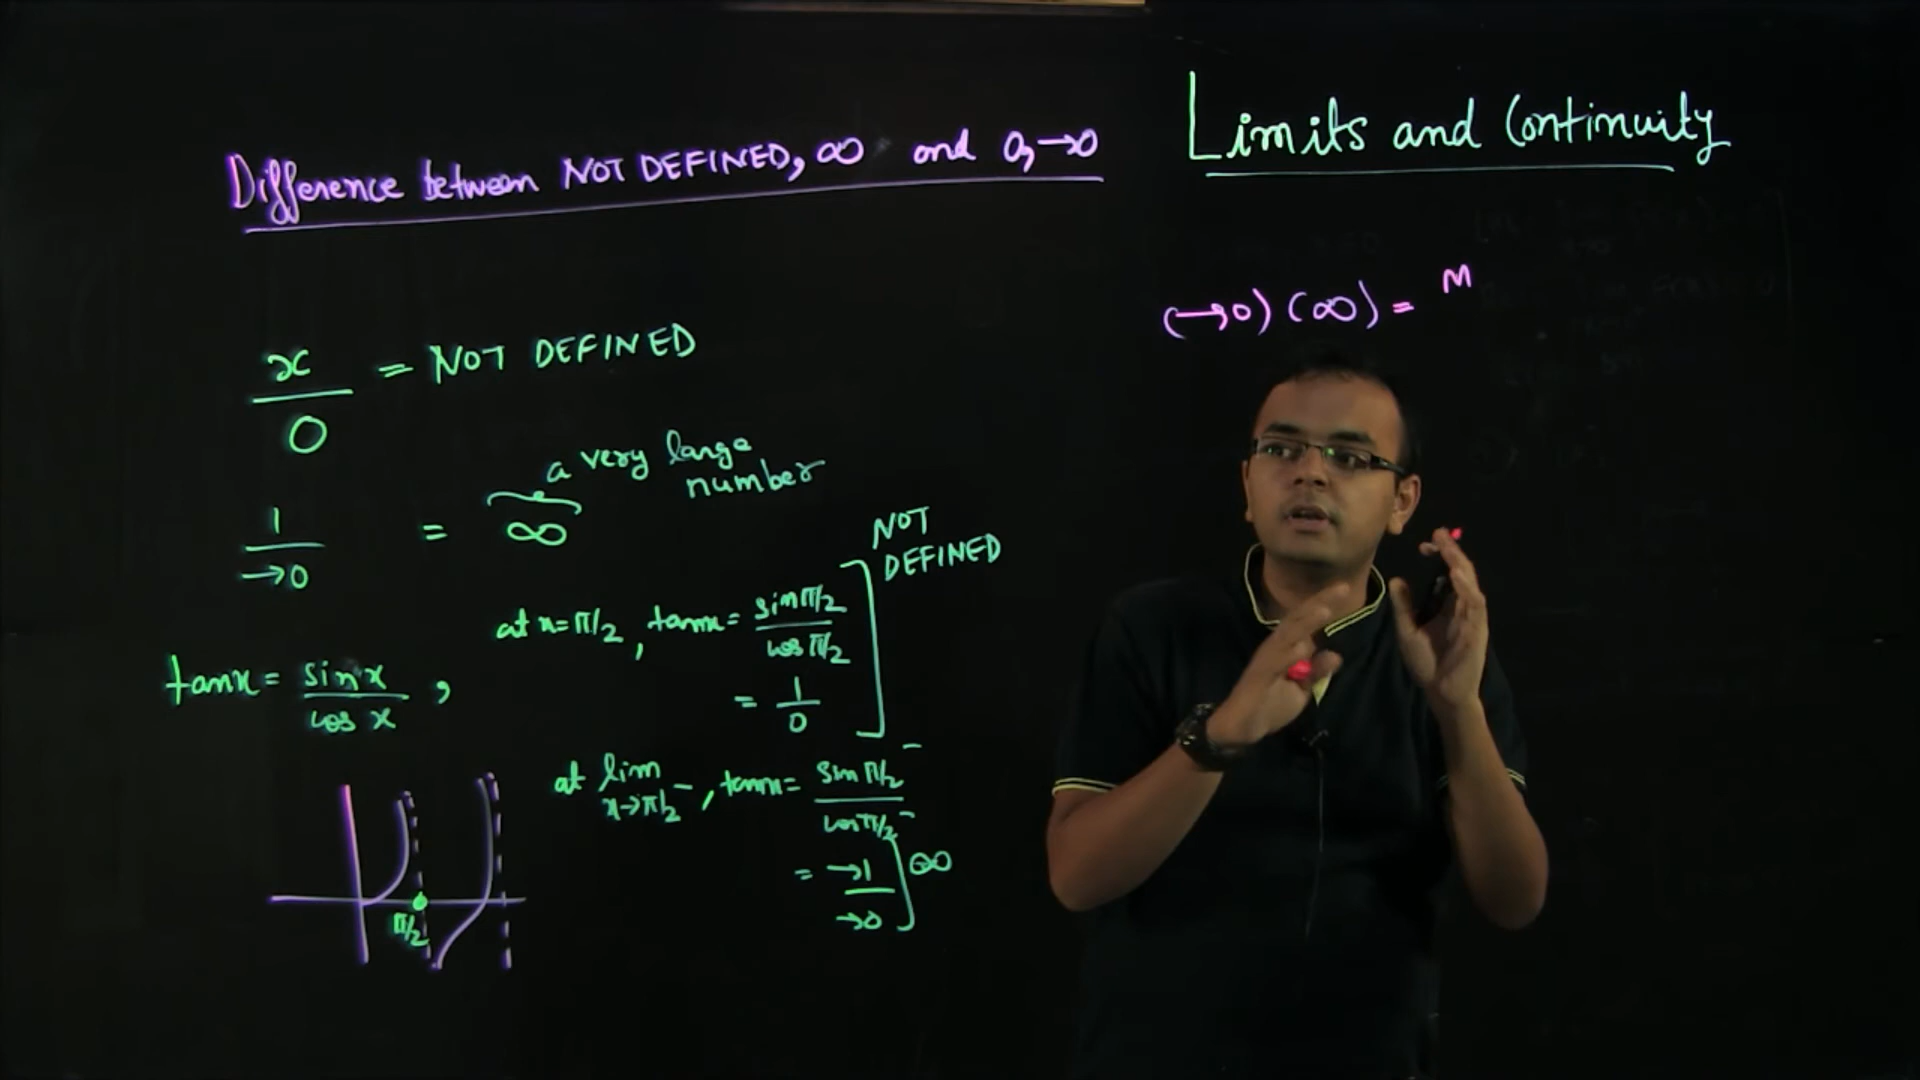 Difference between NOT DEFINED, ∞ and 0, →0
Limits and Continuity
(→0) (∞) = M
x/0 = NOT DEFINED
a very large
number
1/→0 = ∞
NOT
DEFINED
at x=π/2, tanx = sinπ/2 / cosπ/2
= 1/0
tanx = sinx / cosx ,
at lim x→π/2⁻, tanx = sinπ/2⁻ / cosπ/2⁻
= →1/→0 ] ∞
π/2